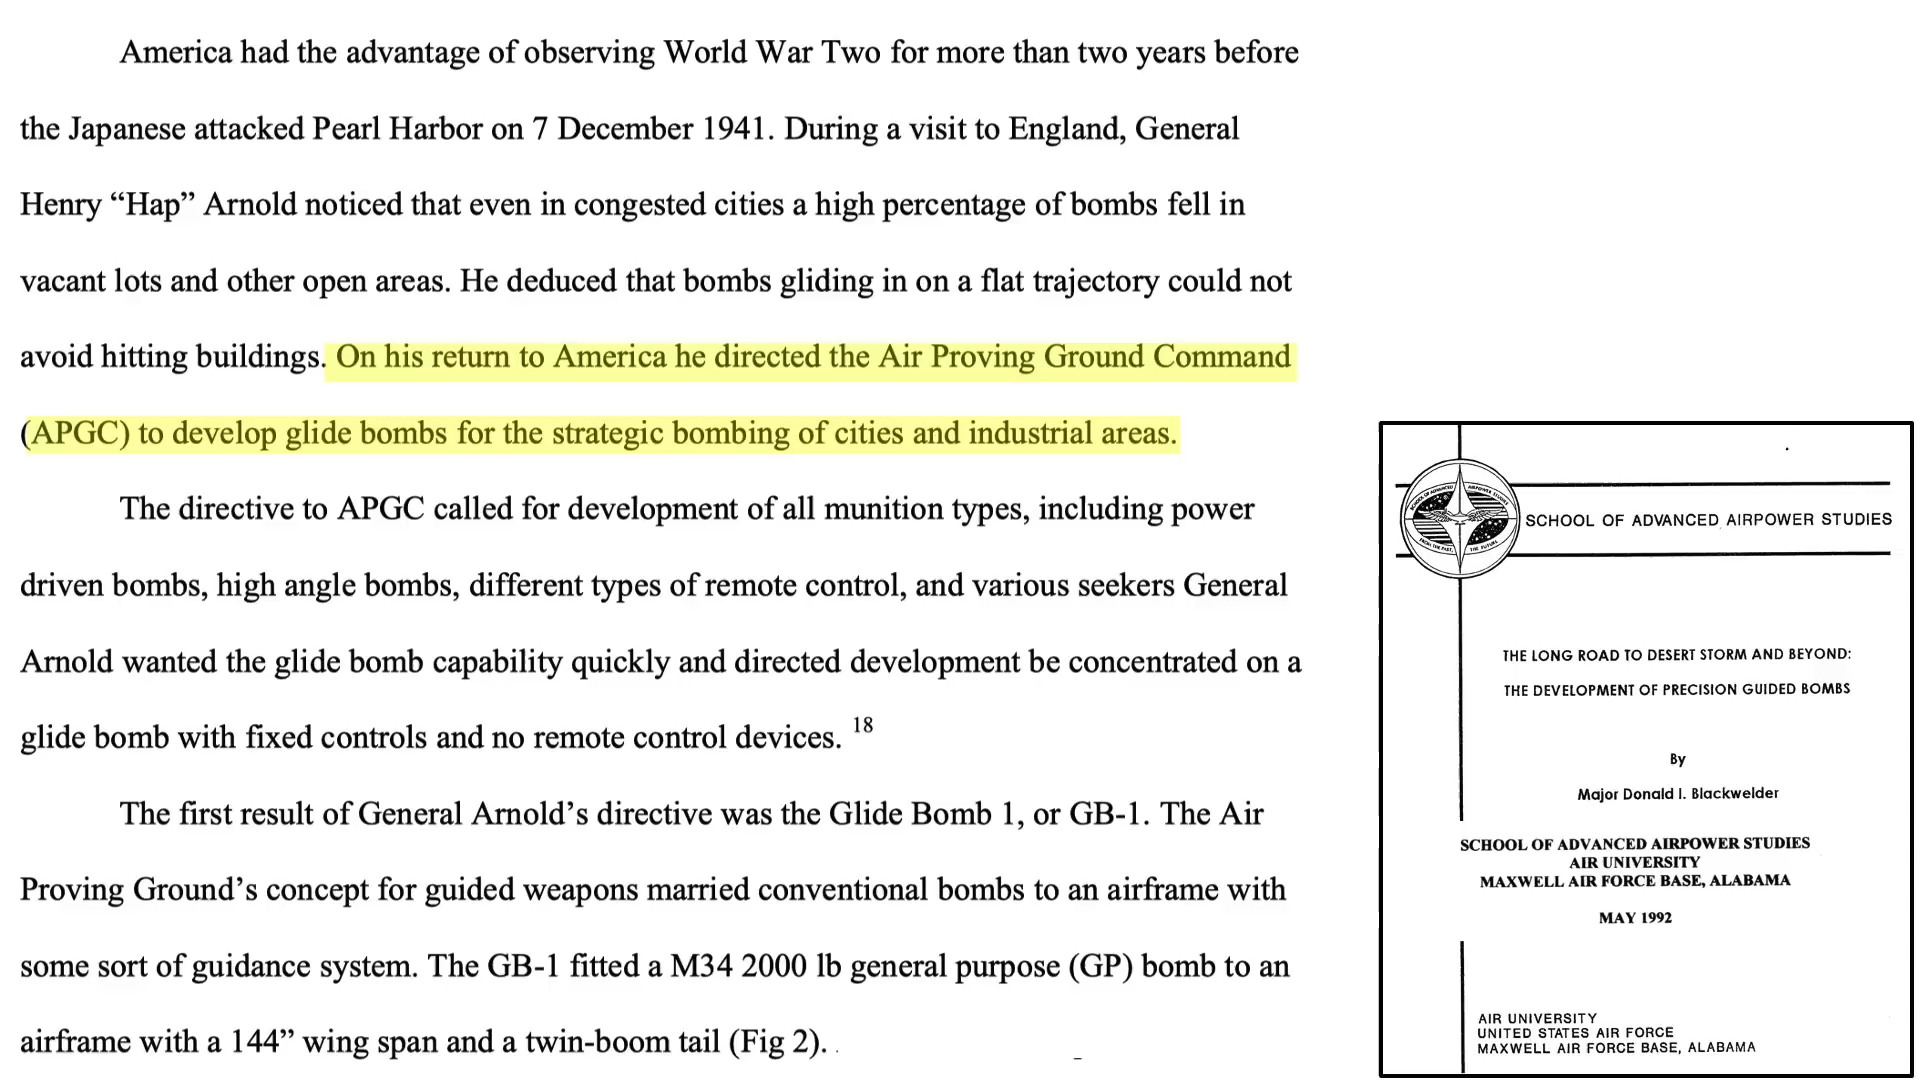 America had the advantage of observing World War Two for more than two years before
the Japanese attacked Pearl Harbor on 7 December 1941. During a visit to England, General
Henry “Hap” Arnold noticed that even in congested cities a high percentage of bombs fell in
vacant lots and other open areas. He deduced that bombs gliding in on a flat trajectory could not
avoid hitting buildings. On his return to America he directed the Air Proving Ground Command
(APGC) to develop glide bombs for the strategic bombing of cities and industrial areas.
The directive to APGC called for development of all munition types, including power
driven bombs, high angle bombs, different types of remote control, and various seekers General
Arnold wanted the glide bomb capability quickly and directed development be concentrated on a
glide bomb with fixed controls and no remote control devices. 18
The first result of General Arnold’s directive was the Glide Bomb 1, or GB-1. The Air
Proving Ground’s concept for guided weapons married conventional bombs to an airframe with
some sort of guidance system. The GB-1 fitted a M34 2000 lb general purpose (GP) bomb to an
airframe with a 144” wing span and a twin-boom tail (Fig 2).
SCHOOL OF ADVANCED AIRPOWER STUDIES
FROM THE PAST, THE FUTURE
SCHOOL OF ADVANCED AIRPOWER STUDIES
THE LONG ROAD TO DESERT STORM AND BEYOND:
THE DEVELOPMENT OF PRECISION GUIDED BOMBS
By
Major Donald I. Blackwelder
SCHOOL OF ADVANCED AIRPOWER STUDIES
AIR UNIVERSITY
MAXWELL AIR FORCE BASE, ALABAMA
MAY 1992
AIR UNIVERSITY
UNITED STATES AIR FORCE
MAXWELL AIR FORCE BASE, ALABAMA